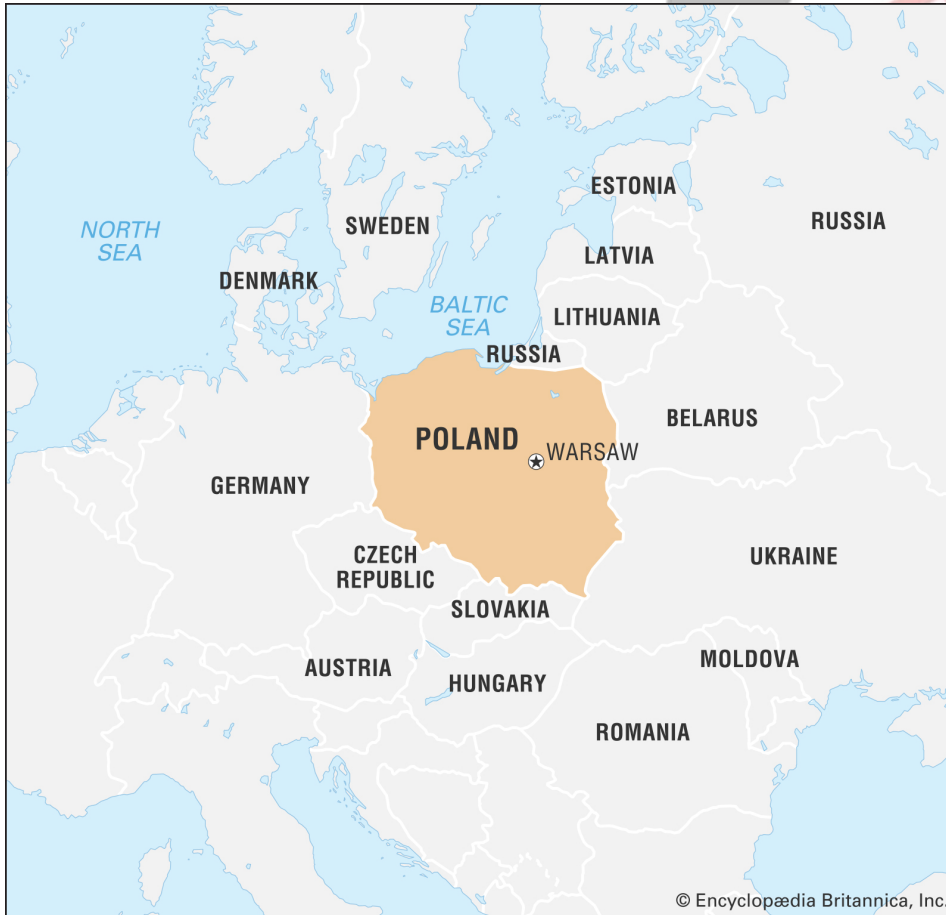 ESTONIA
RUSSIA
NORTH
SEA
SWEDEN
LATVIA
DENMARK
BALTIC
SEA
LITHUANIA
RUSSIA
BELARUS
POLAND
WARSAW
GERMANY
CZECH
REPUBLIC
UKRAINE
SLOVAKIA
AUSTRIA
MOLDOVA
HUNGARY
ROMANIA
© Encyclopædia Britannica, Inc.